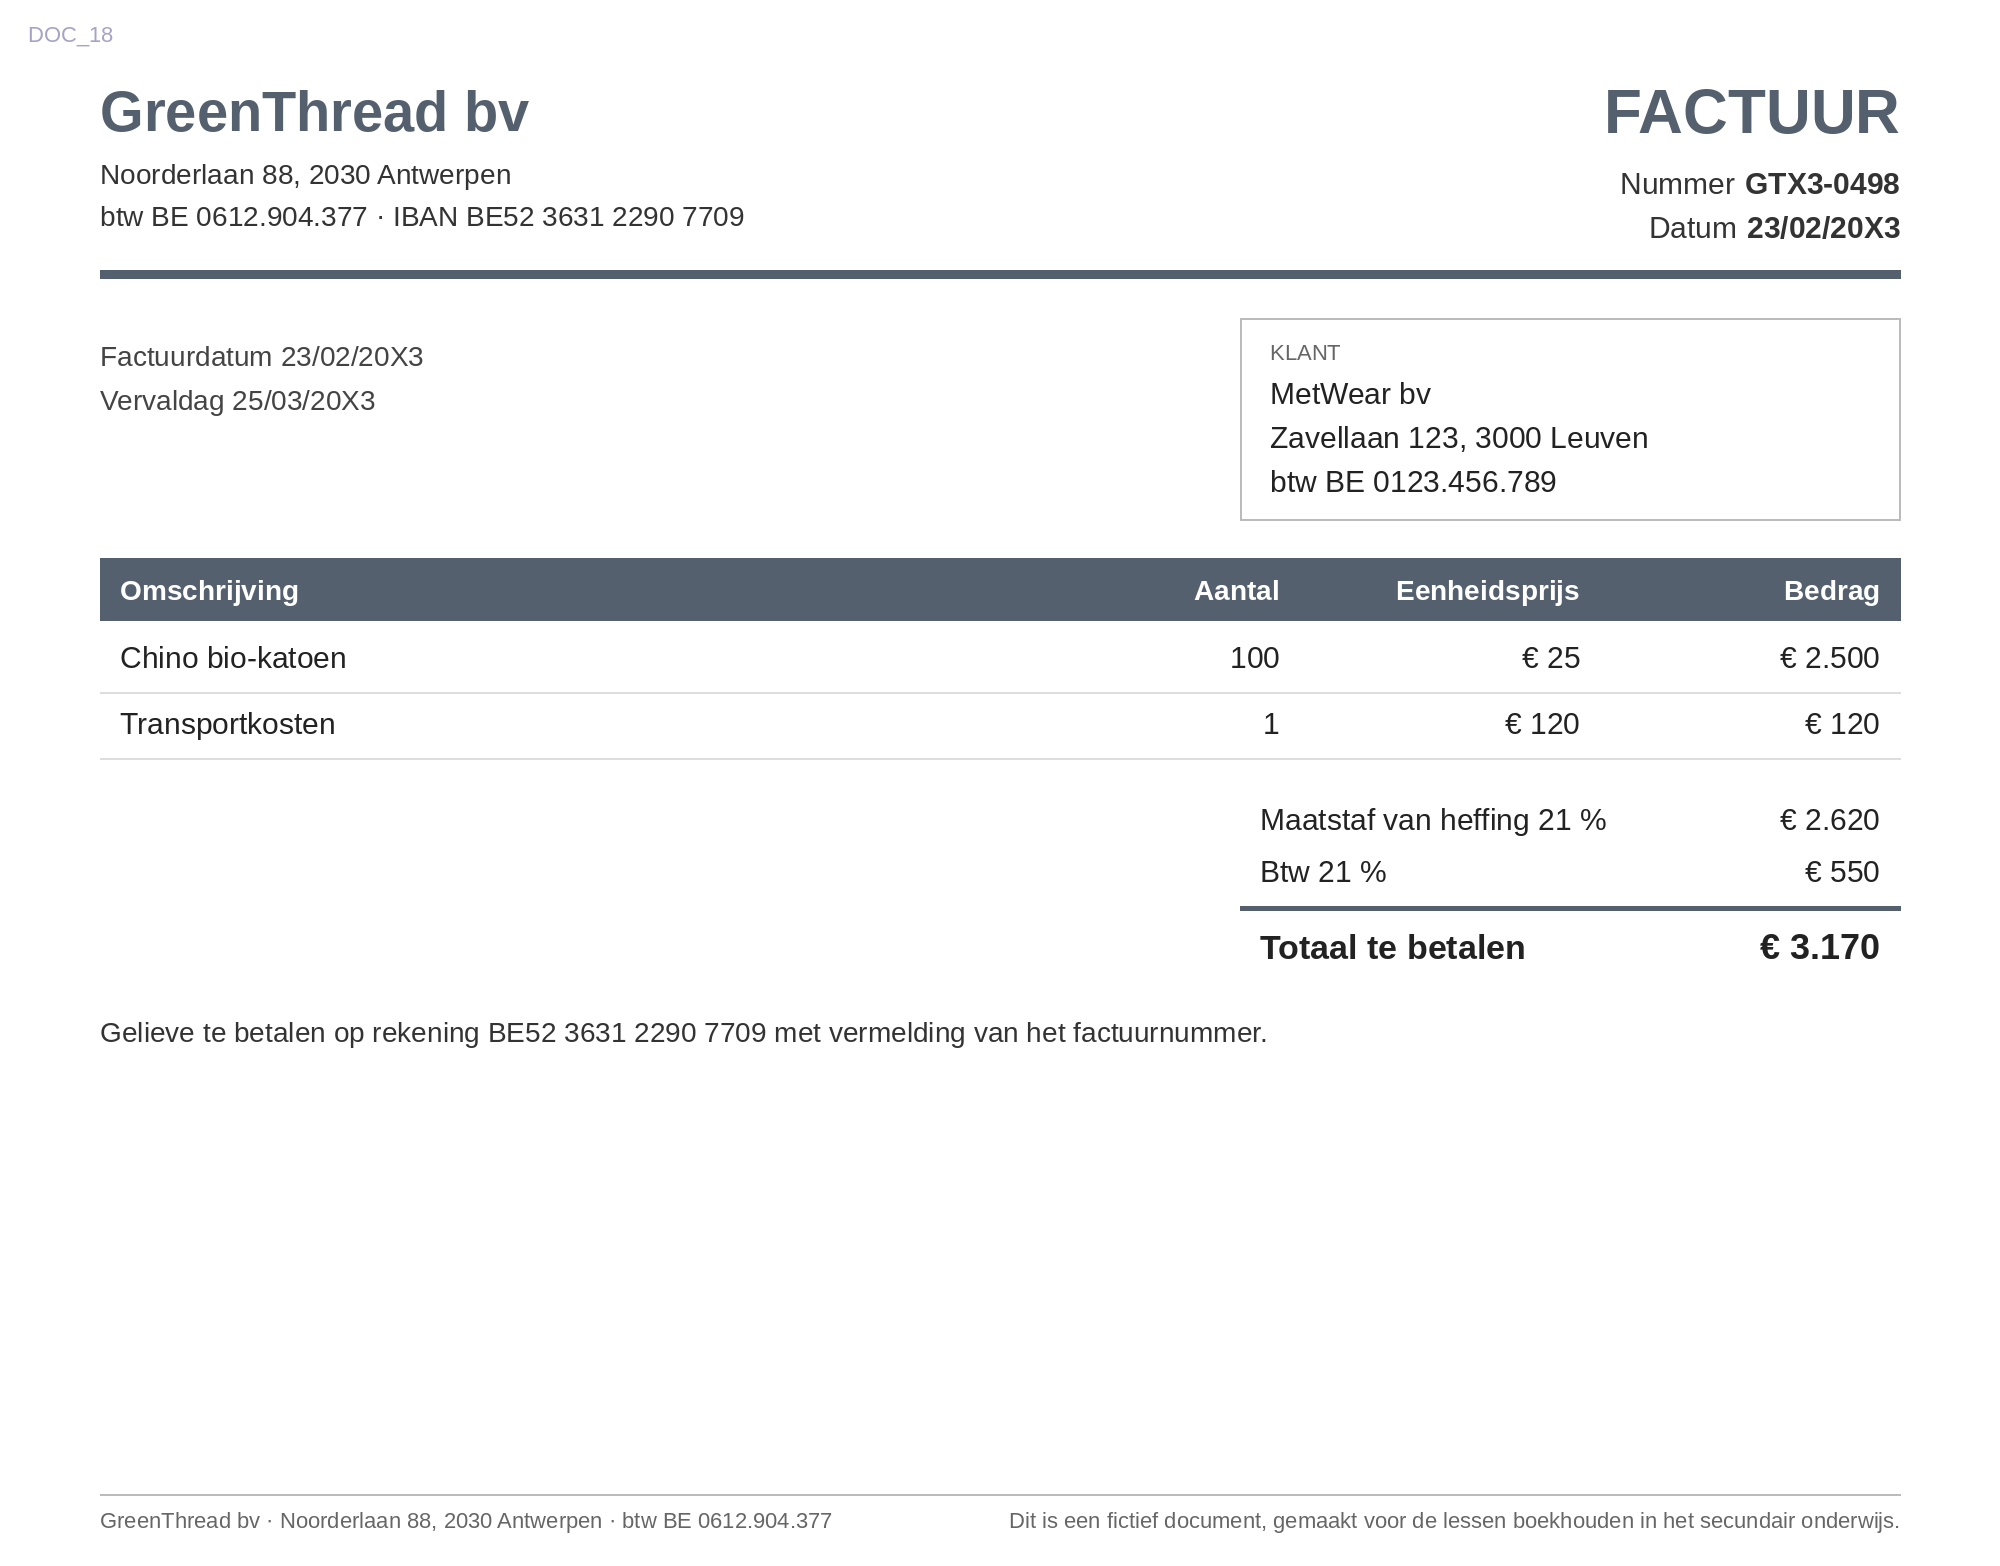 DOC_18
GreenThread bv
FACTUUR
Noorderlaan 88, 2030 Antwerpen
btw BE 0612.904.377 · IBAN BE52 3631 2290 7709
Nummer GTX3-0498
Datum 23/02/20X3
Factuurdatum 23/02/20X3
Vervaldag 25/03/20X3
KLANT
MetWear bv
Zavellaan 123, 3000 Leuven
btw BE 0123.456.789
Omschrijving Aantal Eenheidsprijs Bedrag
Chino bio-katoen 100 € 25 € 2.500
Transportkosten 1 € 120 € 120
Maatstaf van heffing 21 % € 2.620
Btw 21 % € 550
Totaal te betalen € 3.170
Gelieve te betalen op rekening BE52 3631 2290 7709 met vermelding van het factuurnummer.
GreenThread bv · Noorderlaan 88, 2030 Antwerpen · btw BE 0612.904.377
Dit is een fictief document, gemaakt voor de lessen boekhouden in het secundair onderwijs.